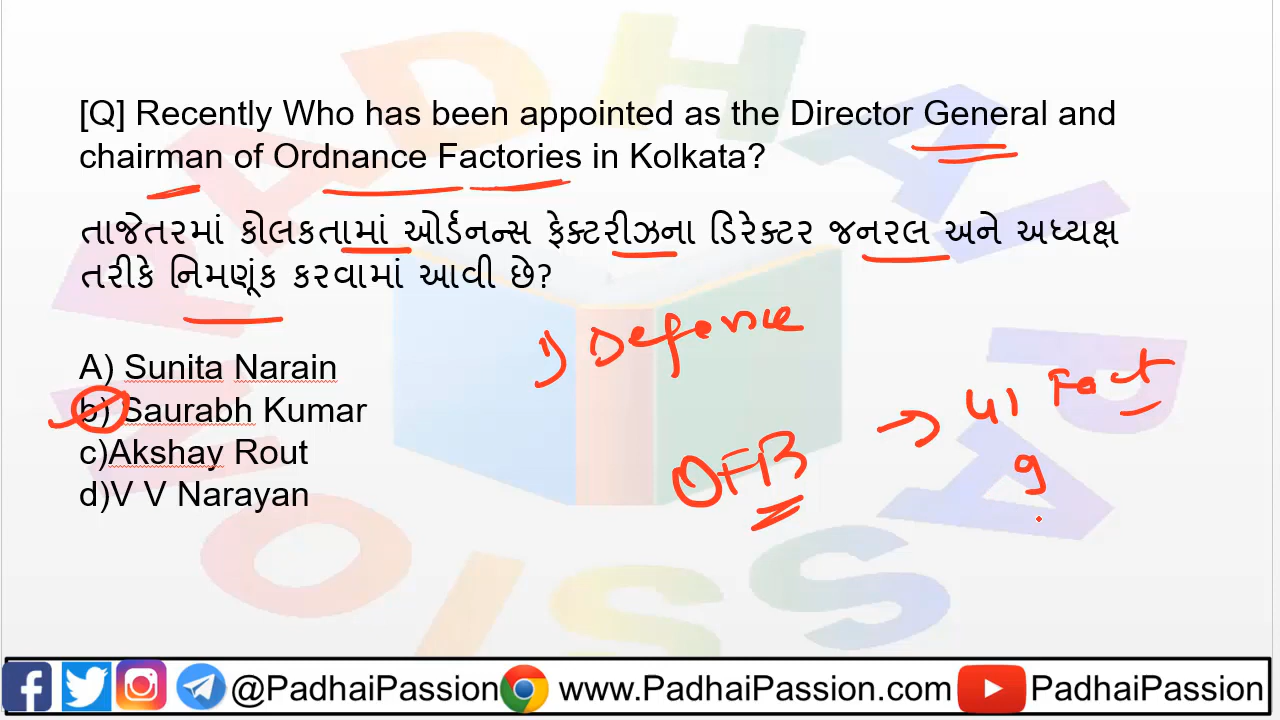 [Q] Recently Who has been appointed as the Director General and
chairman of Ordnance Factories in Kolkata?
તાજેતરમાં કોલકતામાં ઓર્ડનન્સ ફેક્ટરીઝના ડિરેક્ટર જનરલ અને અધ્યક્ષ
તરીકે નિમણૂંક કરવામાં આવી છે?
1) Defence
A) Sunita Narain
b) Saurabh Kumar
c)Akshay Rout
d)V V Narayan
OFB → 41 Fact
9
@PadhaiPassion www.PadhaiPassion.com PadhaiPassion